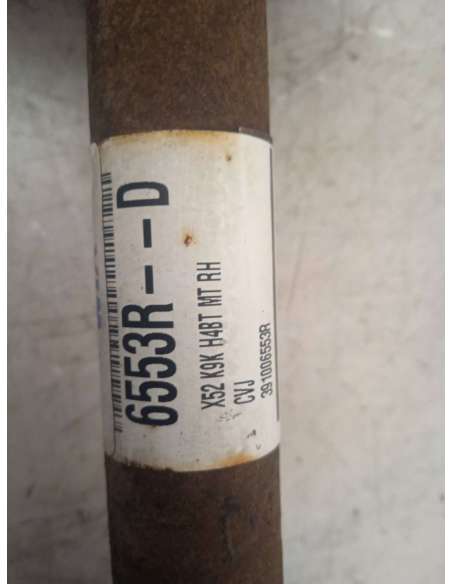 6553R--D
X52 K9K H4BT MT RH
CVJ
391006553R